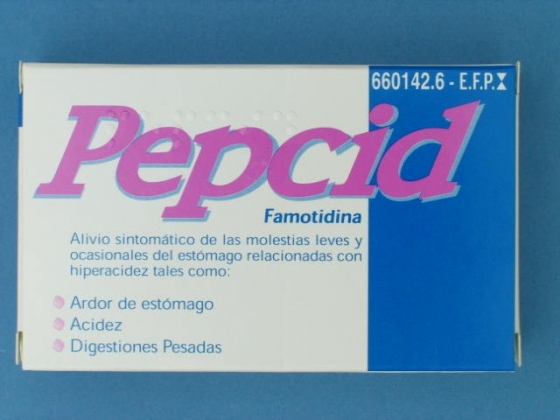 660142.6 - E.F.P.
Pepcid
Famotidina
Alivio sintomático de las molestias leves y
ocasionales del estómago relacionadas con
hiperacidez tales como:
Ardor de estómago
Acidez
Digestiones Pesadas